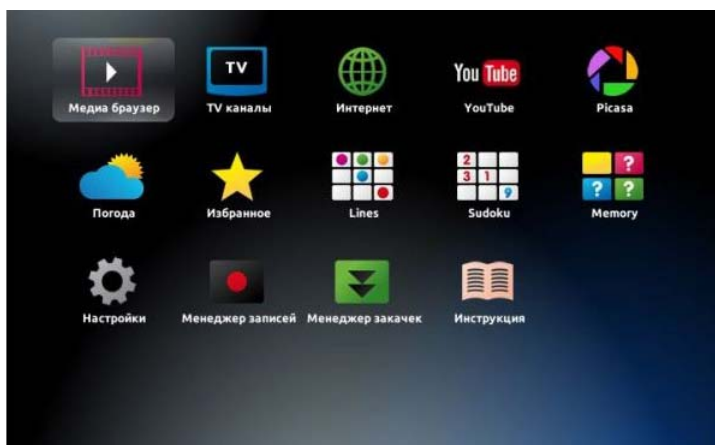 TV
You Tube
Медиа браузер
TV каналы
Интернет
YouTube
Picasa
2
3 1
9
? 
? ?
Погода
Избранное
Lines
Sudoku
Memory
Настройки
Менеджер записей
Менеджер закачек
Инструкция